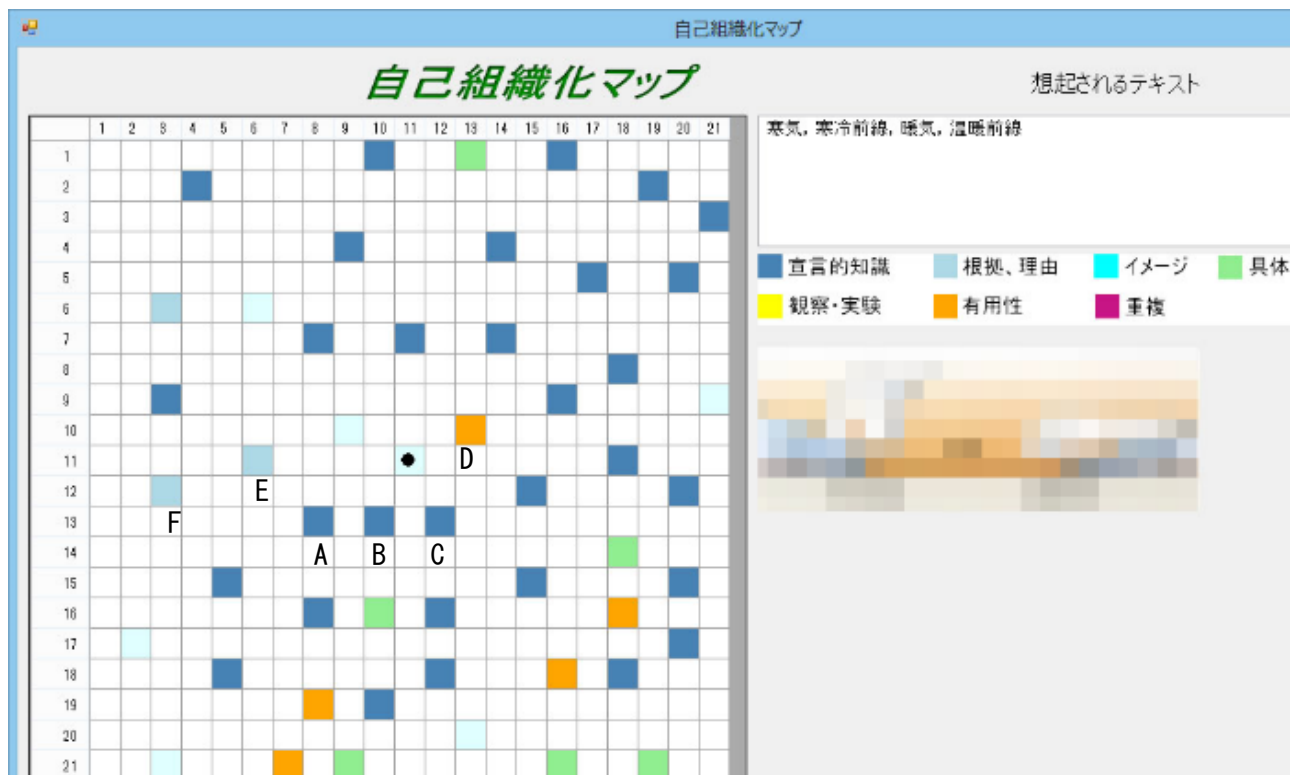 自己組織化マップ
自己組織化マップ
想起されるテキスト
1 2 3 4 5 6 7 8 9 10 11 12 13 14 15 16 17 18 19 20 21
寒気, 寒冷前線, 暖気, 温暖前線
1
2
3
4
5
宣言的知識 根拠、理由 イメージ 具体
6
観察・実験 有用性 重複
7
8
9
10
11
D
12
E
13
F
14
A B C
15
16
17
18
19
20
21